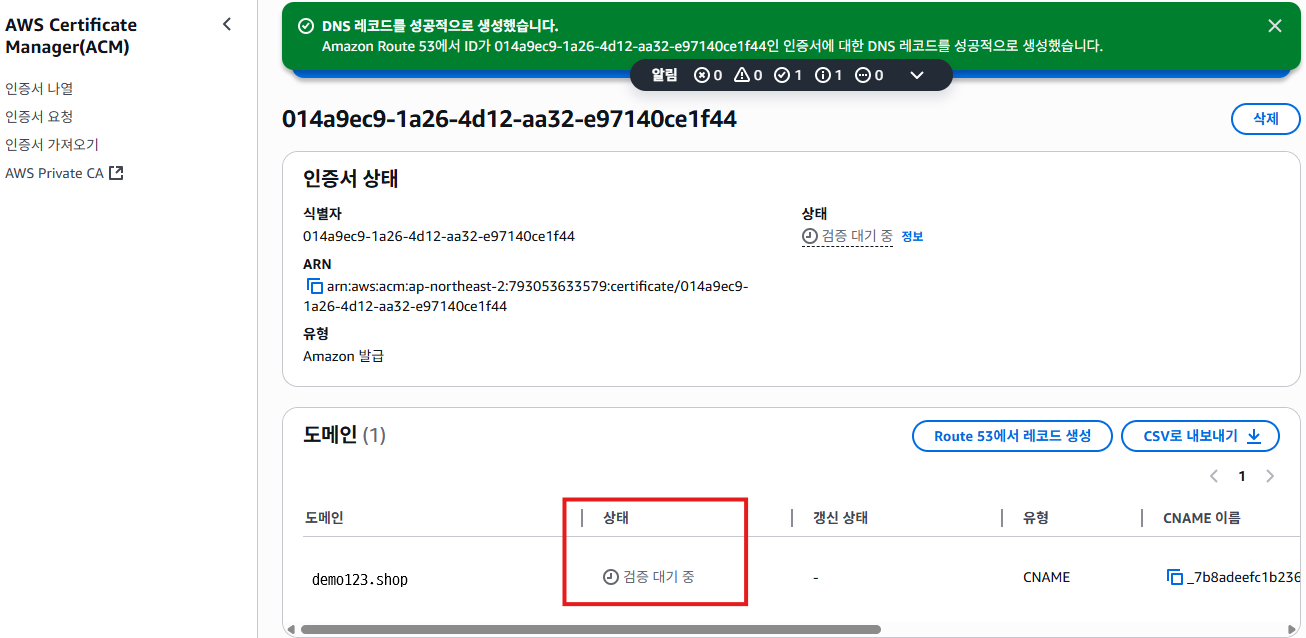 AWS Certificate
Manager(ACM)
인증서 나열
인증서 요청
인증서 가져오기
AWS Private CA
DNS 레코드를 성공적으로 생성했습니다.
Amazon Route 53에서 ID가 014a9ec9-1a26-4d12-aa32-e97140ce1f44인 인증서에 대한 DNS 레코드를 성공적으로 생성했습니다.
알림 0 0 1 1 0
014a9ec9-1a26-4d12-aa32-e97140ce1f44
삭제
인증서 상태
식별자
014a9ec9-1a26-4d12-aa32-e97140ce1f44
상태
검증 대기 중 정보
ARN
arn:aws:acm:ap-northeast-2:793053633579:certificate/014a9ec9-
1a26-4d12-aa32-e97140ce1f44
유형
Amazon 발급
도메인 (1)
Route 53에서 레코드 생성
CSV로 내보내기
1
도메인 상태 갱신 상태 유형 CNAME 이름
demo123.shop 검증 대기 중 - CNAME _7b8adeefc1b236